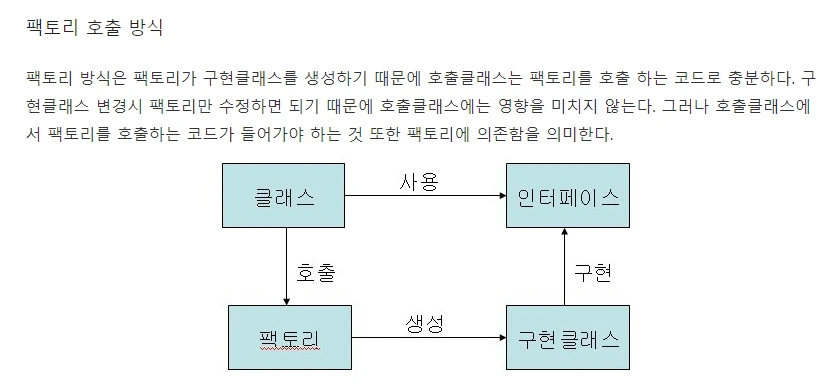 팩토리 호출 방식
팩토리 방식은 팩토리가 구현클래스를 생성하기 때문에 호출클래스는 팩토리를 호출 하는 코드로 충분하다. 구
현클래스 변경시 팩토리만 수정하면 되기 때문에 호출클래스에는 영향을 미치지 않는다. 그러나 호출클래스에
서 팩토리를 호출하는 코드가 들어가야 하는 것 또한 팩토리에 의존함을 의미한다.
클래스
사용
인터페이스
호출
구현
팩토리
생성
구현클래스